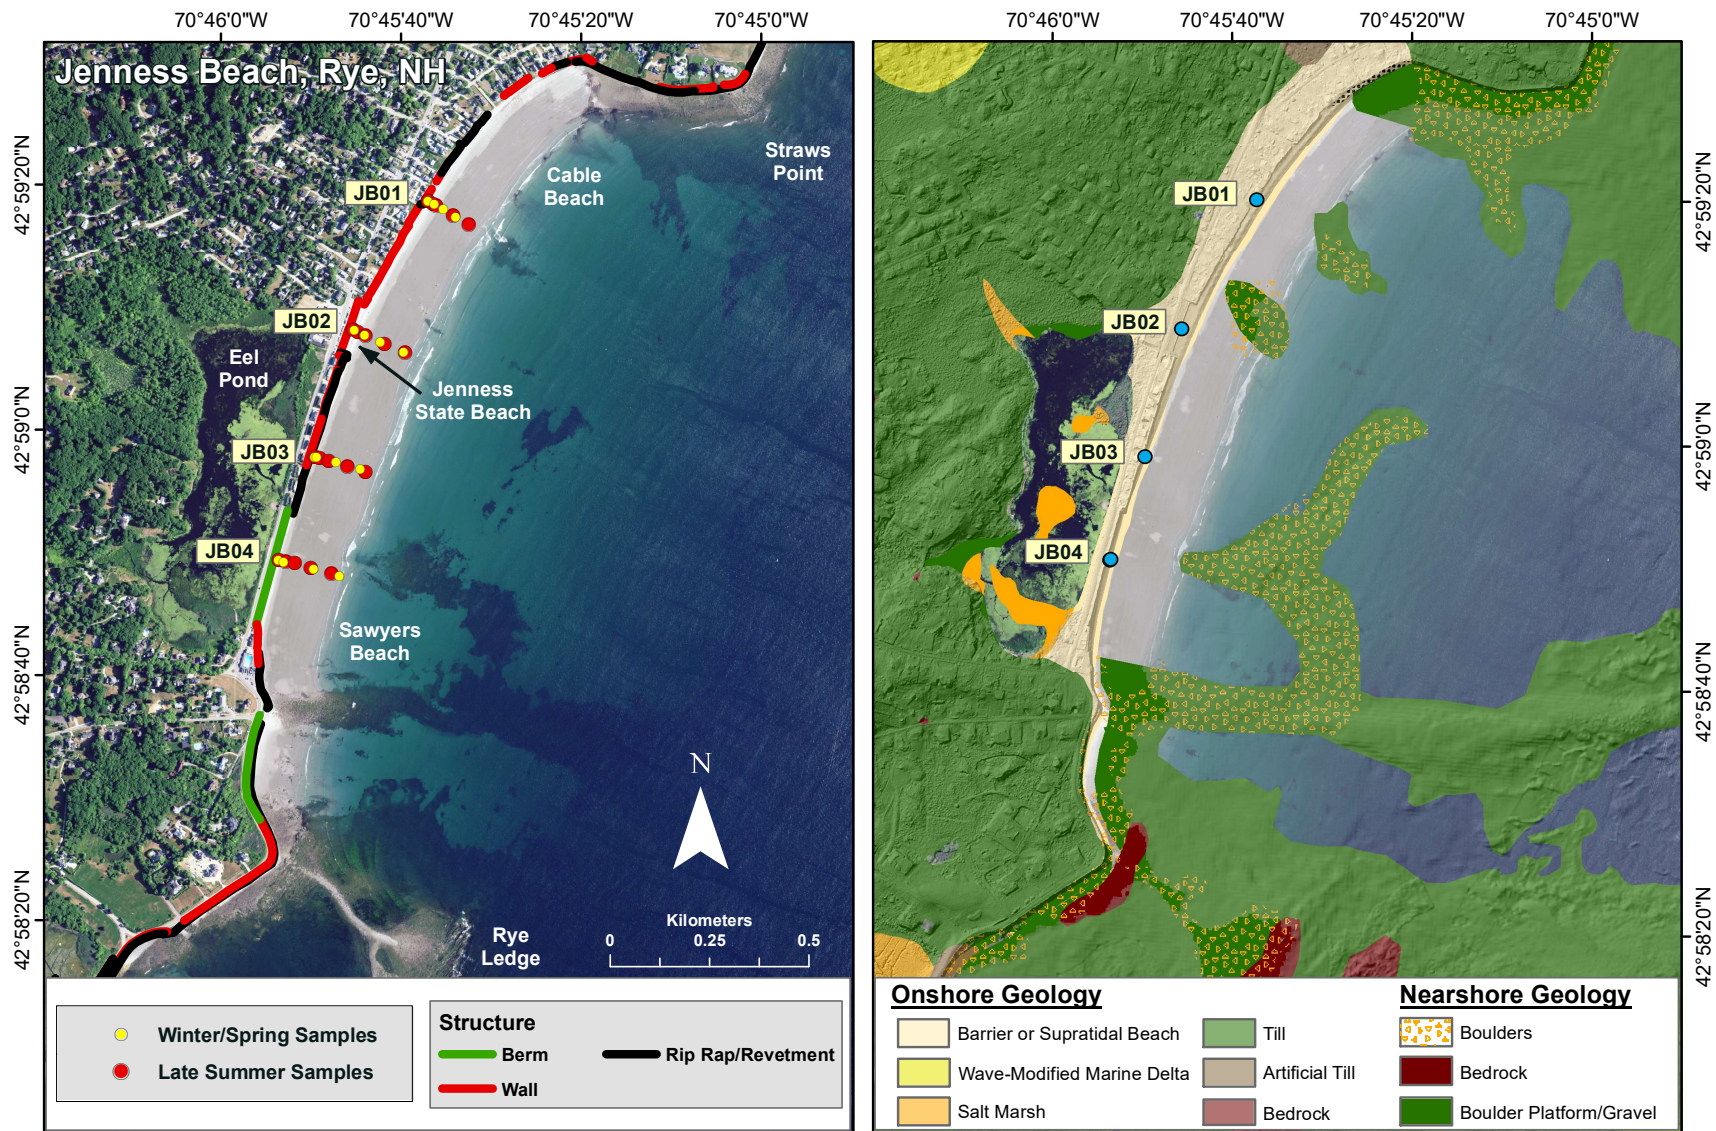 70°46'0"W 70°45'40"W 70°45'20"W 70°45'0"W
70°46'0"W 70°45'40"W 70°45'20"W 70°45'0"W
Jenness Beach, Rye, NH
42°59'20"N
42°59'0"N
42°58'40"N
42°58'20"N
Straws
Point
Cable
Beach
JB01
JB02
Eel
Pond
Jenness
State Beach
JB03
JB04
Sawyers
Beach
N
Kilometers
0 0.25 0.5
Rye
Ledge
Winter/Spring Samples
Late Summer Samples
Structure
Berm
Rip Rap/Revetment
Wall
JB01
JB02
JB03
JB04
42°59'20"N
42°59'0"N
42°58'40"N
42°58'20"N
Onshore Geology
Barrier or Supratidal Beach
Wave-Modified Marine Delta
Salt Marsh
Till
Artificial Till
Bedrock
Nearshore Geology
Boulders
Bedrock
Boulder Platform/Gravel